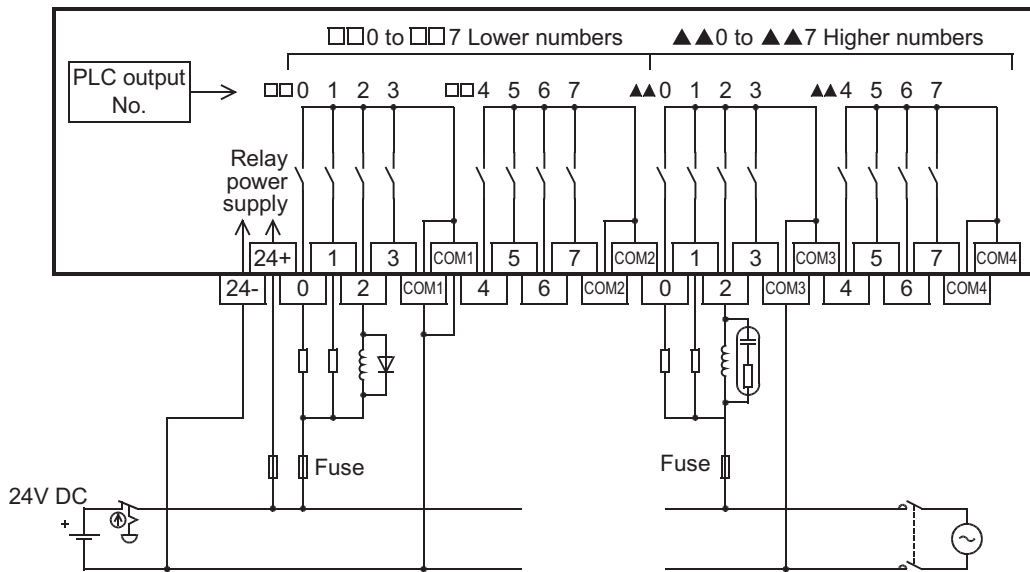 □□0 to □□7 Lower numbers ▲▲0 to ▲▲7 Higher numbers
PLC output
No.
□□0 1 2 3 □□4 5 6 7 ▲▲0 1 2 3 ▲▲4 5 6 7
Relay
power
supply
24+ 1 3 COM1 5 7 COM2 1 3 COM3 5 7 COM4
24- 0 2 COM1 4 6 COM2 0 2 COM3 4 6 COM4
Fuse Fuse
24V DC
+